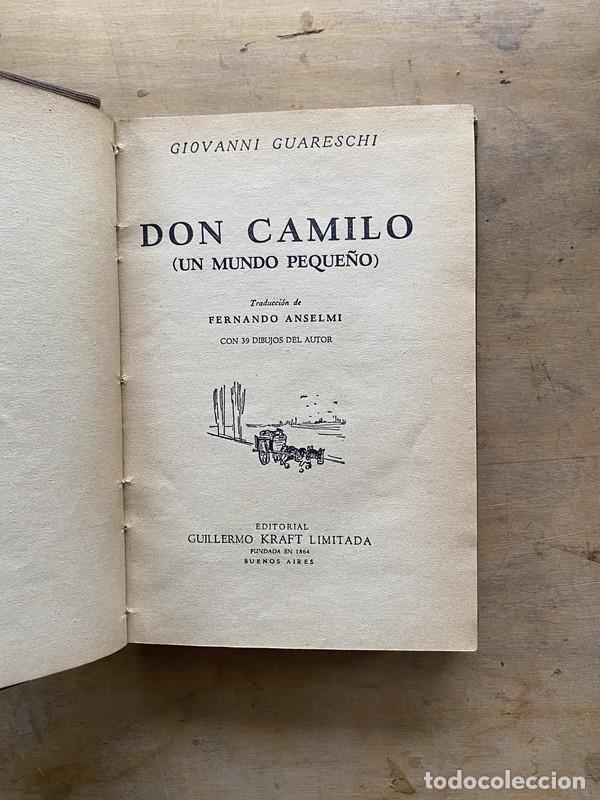 GIOVANNI GUARESCHI
DON CAMILO
(UN MUNDO PEQUEÑO)
Traducción de
FERNANDO ANSELMI
CON 39 DIBUJOS DEL AUTOR
EDITORIAL
GUILLERMO KRAFT LIMITADA
FUNDADA EN 1864
BUENOS AIRES
todocoleccion